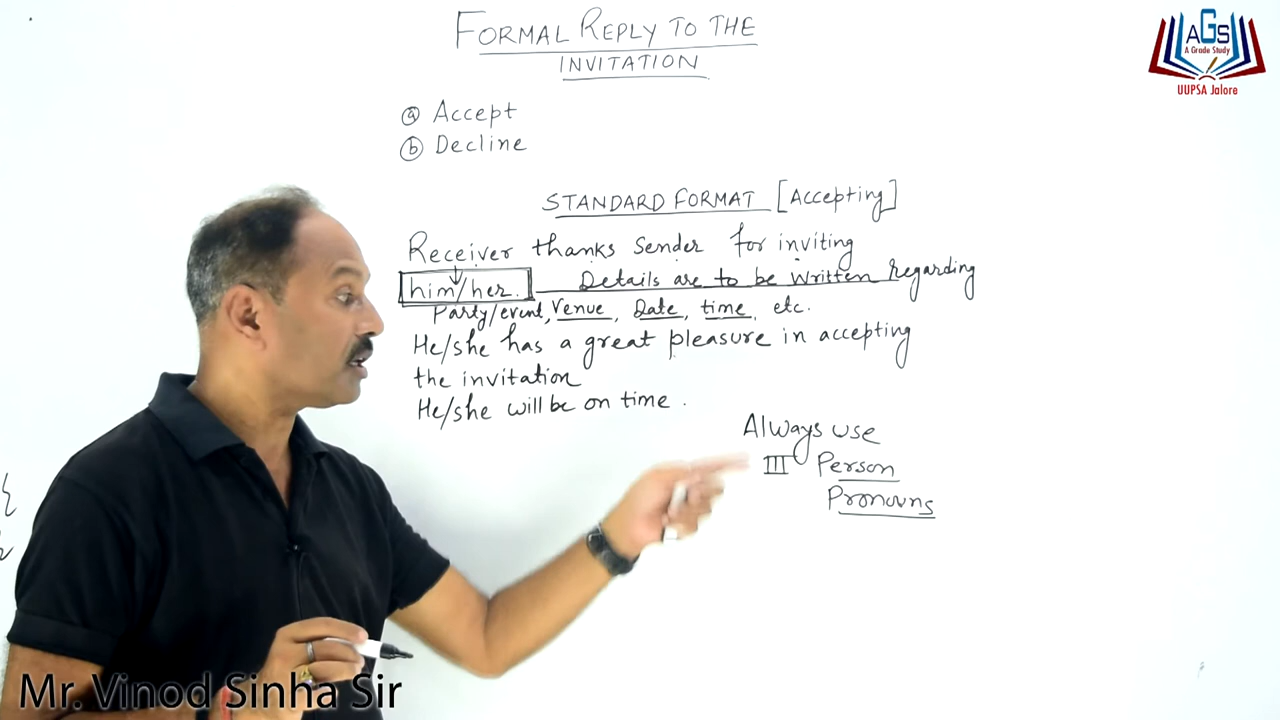 FORMAL REPLY TO THE
INVITATION
AGS
A Grade Study
UUPSA Jalore
ⓐ Accept
ⓑ Decline
STANDARD FORMAT [Accepting]
Receiver thanks sender for inviting
him/her. Details are to be written regarding
Party/event, Venue, Date, time, etc.
He/she has a great pleasure in accepting
the invitation
He/she will be on time.
Always use
III Person
Pronouns
Mr. Vinod Sinha Sir